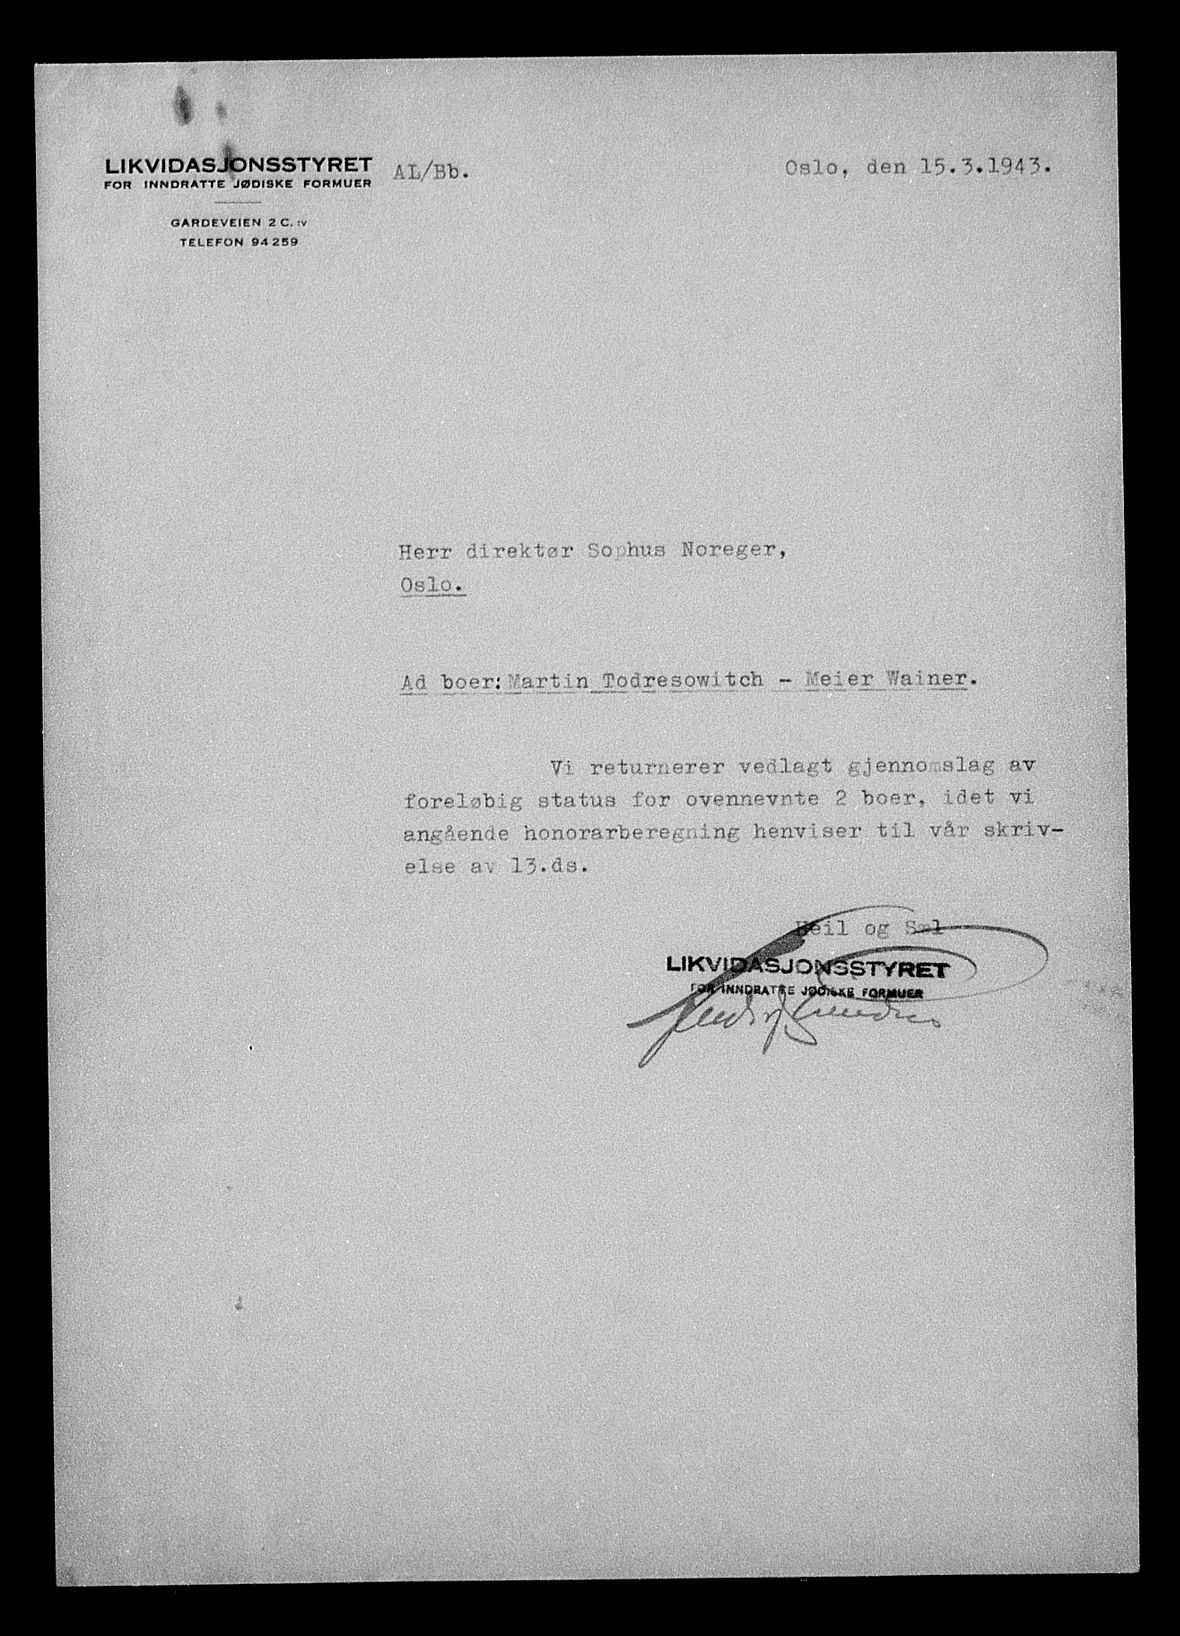 LIKVIDASJONSSTYRET
FOR INNDRATTE JØDISKE FORMUER
AL/Bb.
Oslo, den 15.3.1943.
GARDEVEIEN 2 C. IV
TELEFON 94259
Herr direktør Sophus Noreger,
Oslo.
Ad boer: Martin Todresowitch - Meier Wainer.
Vi returnerer vedlagt gjennomslag av
foreløbig status for ovennevnte 2 boer, idet vi
angående honorarberegning henviser til vår skriv-
else av 13.ds.
Heil og Sæl
LIKVIDASJONSSTYRET
FOR INNDRATTE JØDISKE FORMUER